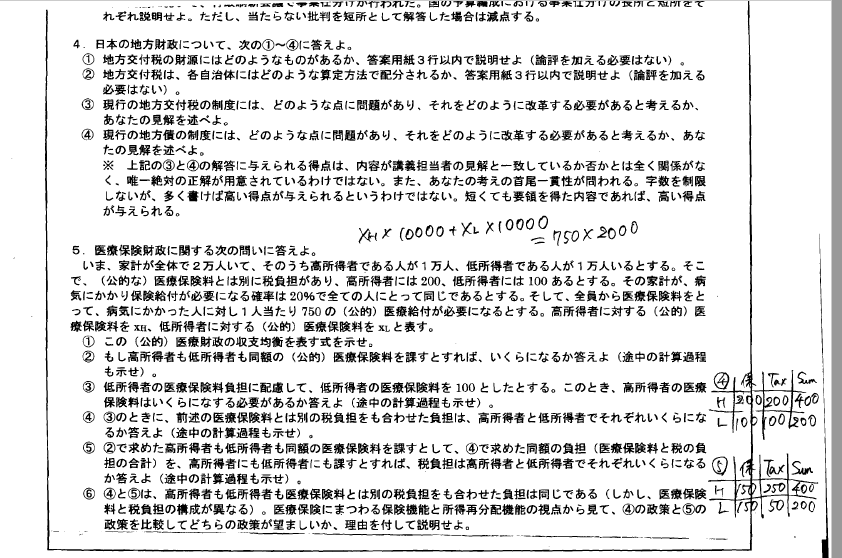 れぞれ説明せよ。ただし、当たらない批判を短所として解答した場合は減点する。
４．日本の地方財政について、次の①～④に答えよ。
① 地方交付税の財源にはどのようなものがあるか、答案用紙３行以内で説明せよ（論評を加える必要はない）。
② 地方交付税は、各自治体にはどのような算定方法で配分されるか、答案用紙３行以内で説明せよ（論評を加える
必要はない）。
③ 現行の地方交付税の制度には、どのような点に問題があり、それをどのように改革する必要があると考えるか、
あなたの見解を述べよ。
④ 現行の地方債の制度には、どのような点に問題があり、それをどのように改革する必要があると考えるか、あな
たの見解を述べよ。
※ 上記の③と④の解答に与えられる得点は、内容が講義担当者の見解と一致しているか否かとは全く関係がな
く、唯一絶対の正解が用意されているわけではない。また、あなたの考えの首尾一貫性が問われる。字数を制限
しないが、多く書けば高い得点が与えられるというわけではない。短くても要領を得た内容であれば、高い得点
が与えられる。
XH × 10000 + XL × 10000
= 750 × 2000
５．医療保険財政に関する次の問いに答えよ。
いま、家計が全体で２万人いて、そのうち高所得者である人が１万人、低所得者である人が１万人いるとする。そこ
で、（公的な）医療保険料とは別に税負担があり、高所得者には 200、低所得者には 100 あるとする。その家計が、病
気にかかり保険給付が必要になる確率は 20%で全ての人にとって同じであるとする。そして、全員から医療保険料をと
って、病気にかかった人に対し１人当たり 750 の（公的）医療給付が必要になるとする。高所得者に対する（公的）医
療保険料を xH、低所得者に対する（公的）医療保険料を xL と表す。
① この（公的）医療財政の収支均衡を表す式を示せ。
② もし高所得者も低所得者も同額の（公的）医療保険料を課すとすれば、いくらになるか答えよ（途中の計算過程
も示せ）。
③ 低所得者の医療保険料負担に配慮して、低所得者の医療保険料を 100 としたとする。このとき、高所得者の医療
保険料はいくらになする必要があるか答えよ（途中の計算過程も示せ）。
④ ③のときに、前述の医療保険料とは別の税負担をも合わせた負担は、高所得者と低所得者でそれぞれいくらにな
るか答えよ（途中の計算過程も示せ）。
⑤ ②で求めた高所得者も低所得者も同額の医療保険料を課すとして、④で求めた同額の負担（医療保険料と税の負
担の合計）を、高所得者にも低所得者にも課すとすれば、税負担は高所得者と低所得者でそれぞれいくらになる
か答えよ（途中の計算過程も示せ）。
⑥ ④と⑤は、高所得者も低所得者も医療保険料とは別の税負担をも合わせた負担は同じである（しかし、医療保険
料と税負担の構成が異なる）。医療保険にまつわる保険機能と所得再分配機能の視点から見て、④の政策と⑤の
政策を比較してどちらの政策が望ましいか、理由を付して説明せよ。
④ 保 Tax Sum
H 200 200 400
L 100 100 200
⑤ 保 Tax Sum
H 150 250 400
L 150 50 200